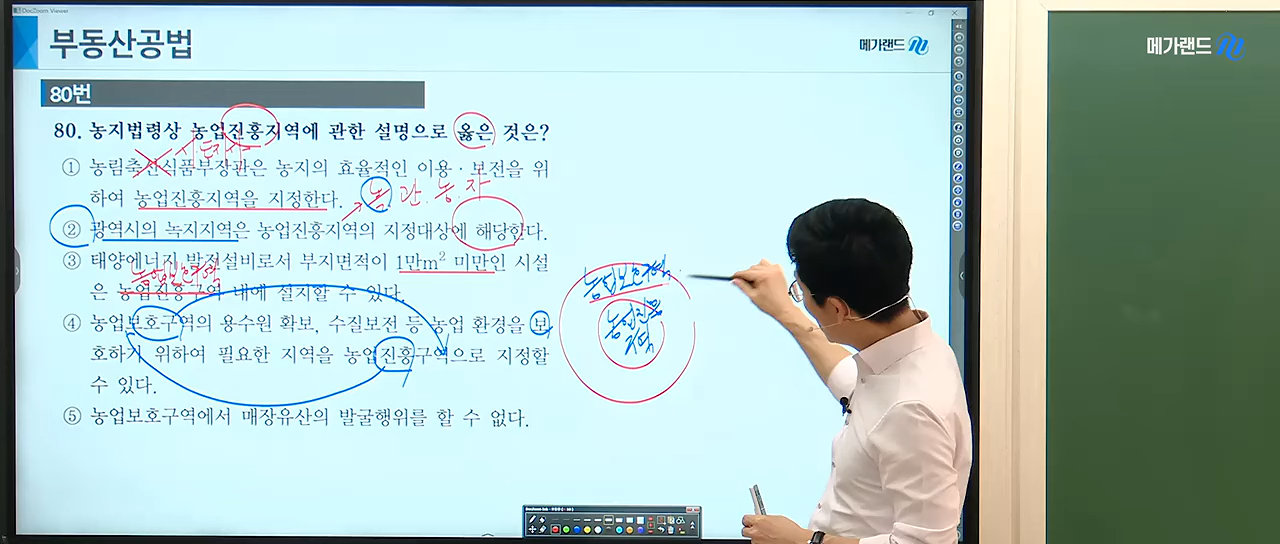 DocZoom Viewer
부동산공법
메가랜드
메가랜드
80번
80. 농지법령상 농업진흥지역에 관한 설명으로 옳은 것은?
시·도지사
① 농림축산식품부장관은 농지의 효율적인 이용·보전을 위
하여 농업진흥지역을 지정한다.
녹, 관, 농, 자
② 광역시의 녹지지역은 농업진흥지역의 지정대상에 해당한다.
③ 태양에너지 발전설비로서 부지면적이 1만m² 미만인 시설
농업보호구역
은 농업진흥구역 내에 설치할 수 있다.
④ 농업보호구역의 용수원 확보, 수질보전 등 농업 환경을 보
호하기 위하여 필요한 지역을 농업진흥구역으로 지정할
수 있다.
⑤ 농업보호구역에서 매장유산의 발굴행위를 할 수 없다.
농업보호구역
농업진흥